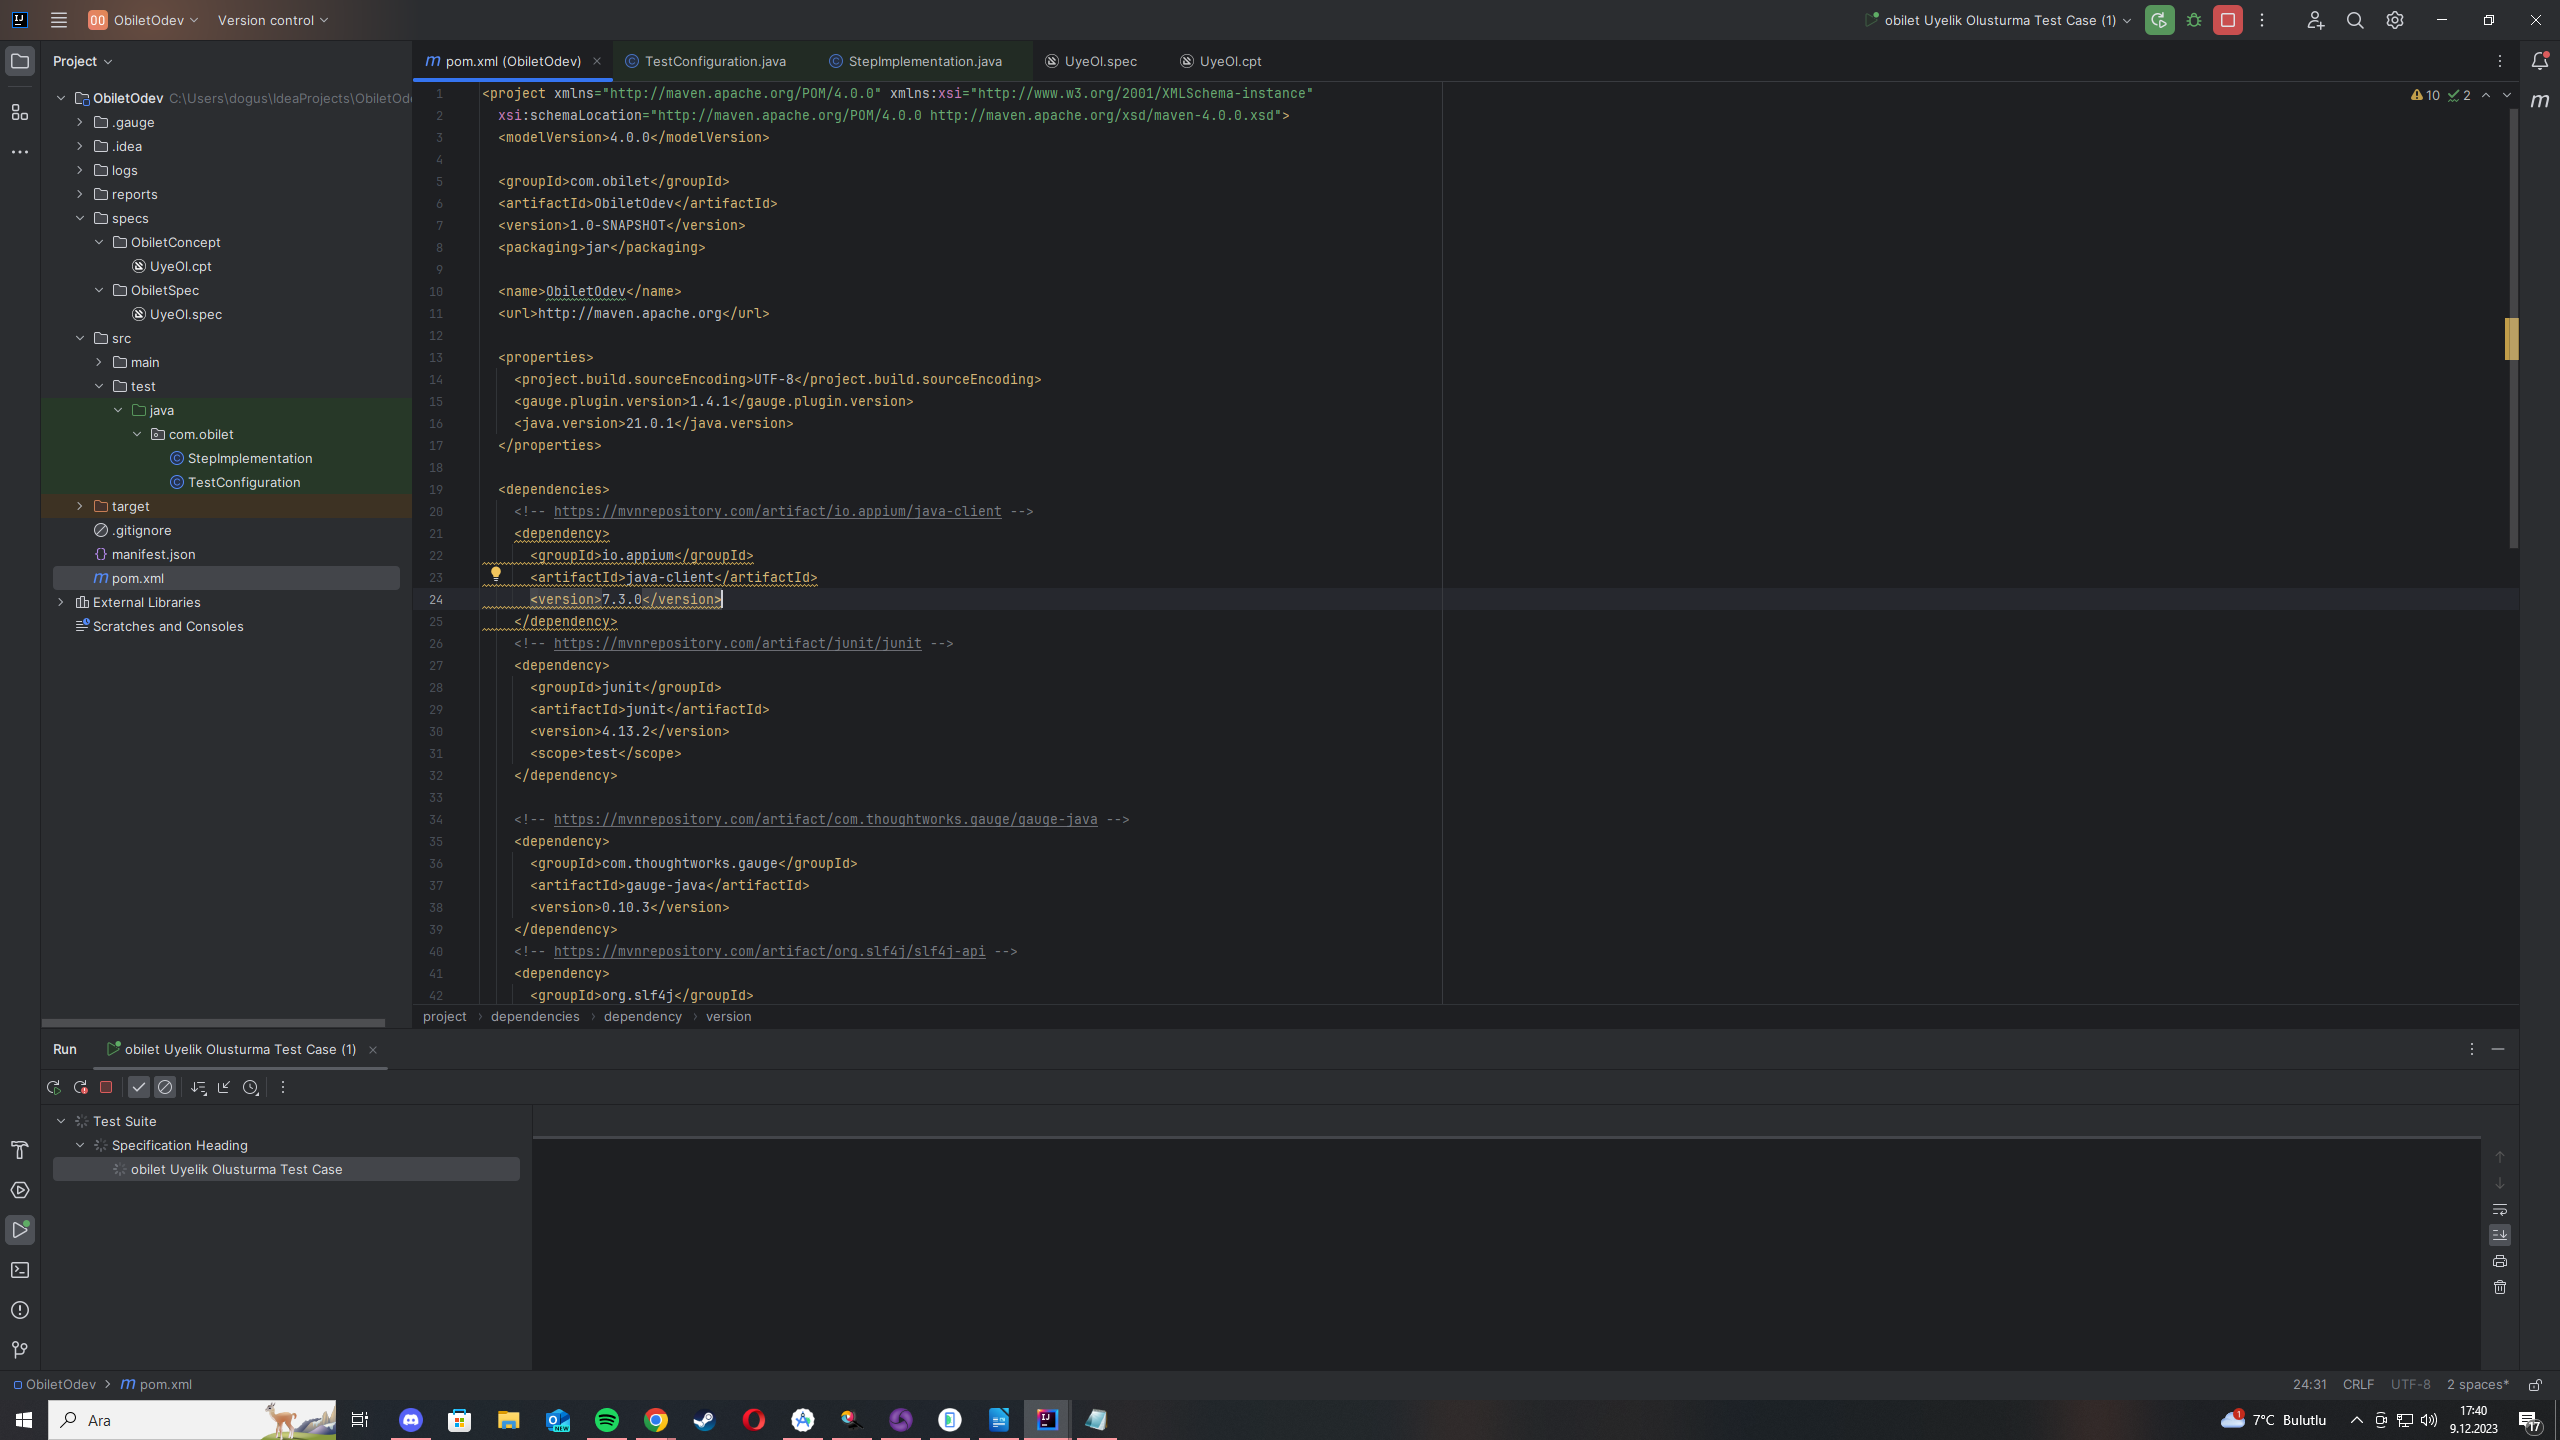 OO ObiletOdev Version control obilet Uyelik Olusturma Test Case (1)
Project
ObiletOdev C:\Users\dogus\IdeaProjects\ObiletOd
.gauge
.idea
logs
reports
specs
ObiletConcept
UyeOl.cpt
ObiletSpec
UyeOl.spec
src
main
test
java
com.obilet
StepImplementation
TestConfiguration
target
.gitignore
manifest.json
pom.xml
External Libraries
Scratches and Consoles
pom.xml (ObiletOdev) TestConfiguration.java StepImplementation.java UyeOl.spec UyeOl.cpt
10 2
1 <project xmlns="http://maven.apache.org/POM/4.0.0" xmlns:xsi="http://www.w3.org/2001/XMLSchema-instance"
2 xsi:schemaLocation="http://maven.apache.org/POM/4.0.0 http://maven.apache.org/xsd/maven-4.0.0.xsd">
3 <modelVersion>4.0.0</modelVersion>
4
5 <groupId>com.obilet</groupId>
6 <artifactId>ObiletOdev</artifactId>
7 <version>1.0-SNAPSHOT</version>
8 <packaging>jar</packaging>
9
10 <name>ObiletOdev</name>
11 <url>http://maven.apache.org</url>
12
13 <properties>
14 <project.build.sourceEncoding>UTF-8</project.build.sourceEncoding>
15 <gauge.plugin.version>1.4.1</gauge.plugin.version>
16 <java.version>21.0.1</java.version>
17 </properties>
18
19 <dependencies>
20 <!-- https://mvnrepository.com/artifact/io.appium/java-client -->
21 <dependency>
22 <groupId>io.appium</groupId>
23 <artifactId>java-client</artifactId>
24 <version>7.3.0</version>
25 </dependency>
26 <!-- https://mvnrepository.com/artifact/junit/junit -->
27 <dependency>
28 <groupId>junit</groupId>
29 <artifactId>junit</artifactId>
30 <version>4.13.2</version>
31 <scope>test</scope>
32 </dependency>
33
34 <!-- https://mvnrepository.com/artifact/com.thoughtworks.gauge/gauge-java -->
35 <dependency>
36 <groupId>com.thoughtworks.gauge</groupId>
37 <artifactId>gauge-java</artifactId>
38 <version>0.10.3</version>
39 </dependency>
40 <!-- https://mvnrepository.com/artifact/org.slf4j/slf4j-api -->
41 <dependency>
42 <groupId>org.slf4j</groupId>
project › dependencies › dependency › version
Run obilet Uyelik Olusturma Test Case (1)
Test Suite
Specification Heading
obilet Uyelik Olusturma Test Case
ObiletOdev > pom.xml 24:31 CRLF UTF-8 2 spaces*
Ara
1 7°C Bulutlu
17:40
9.12.2023
17